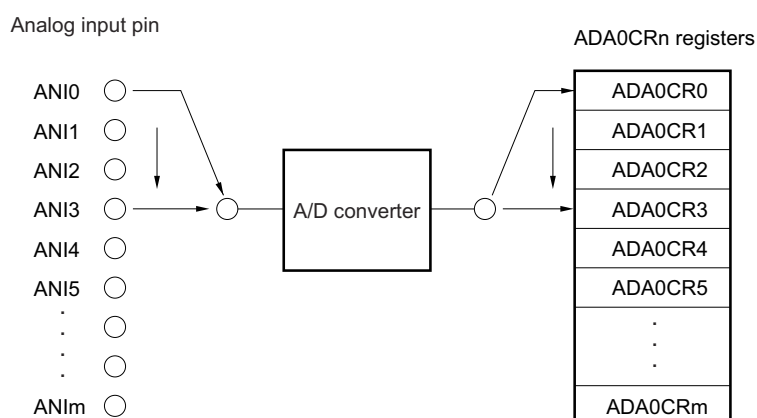 Analog input pin
ADA0CRn registers
ANI0
ANI1
ANI2
ANI3
ANI4
ANI5
.
.
.
.
ANIm
A/D converter
ADA0CR0
ADA0CR1
ADA0CR2
ADA0CR3
ADA0CR4
ADA0CR5
.
.
.
ADA0CRm